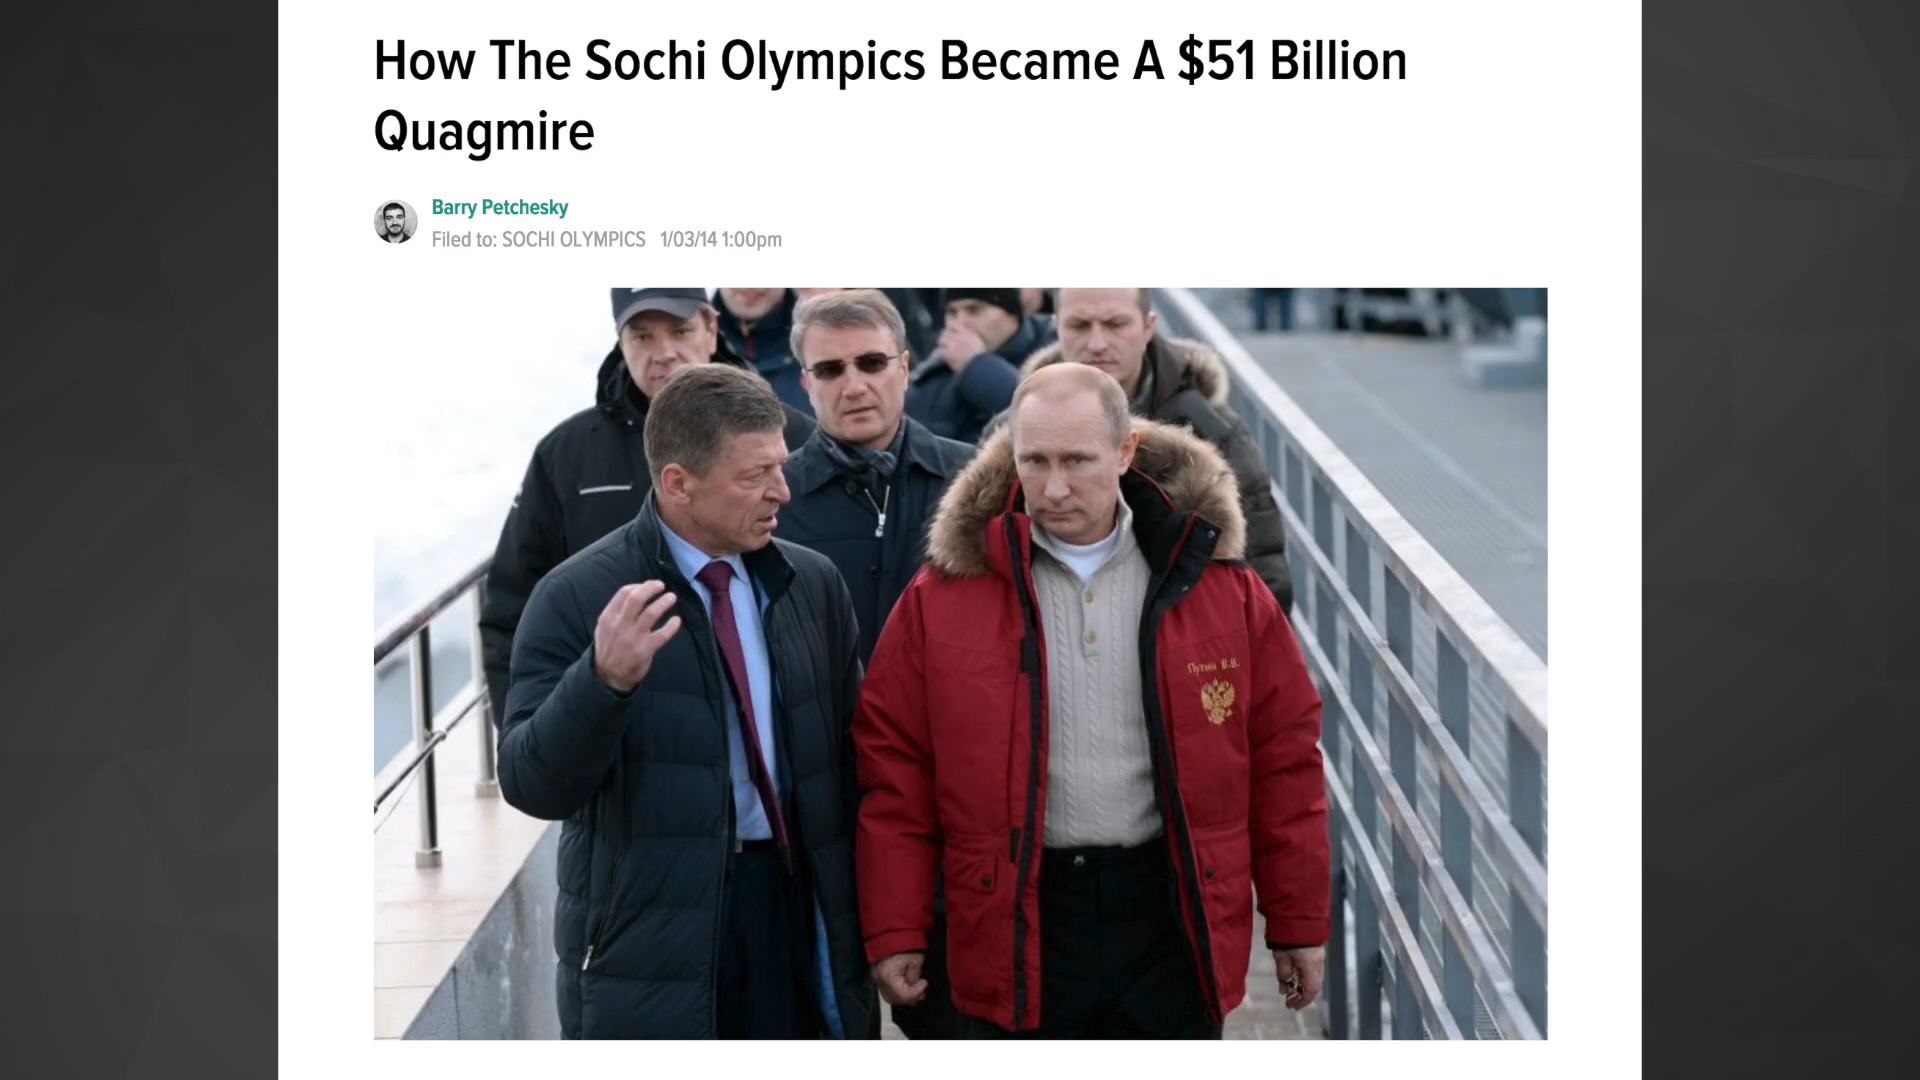 How The Sochi Olympics Became A $51 Billion
Quagmire
Barry Petchesky
Filed to: SOCHI OLYMPICS 1/03/14 1:00pm
Путин В.В.